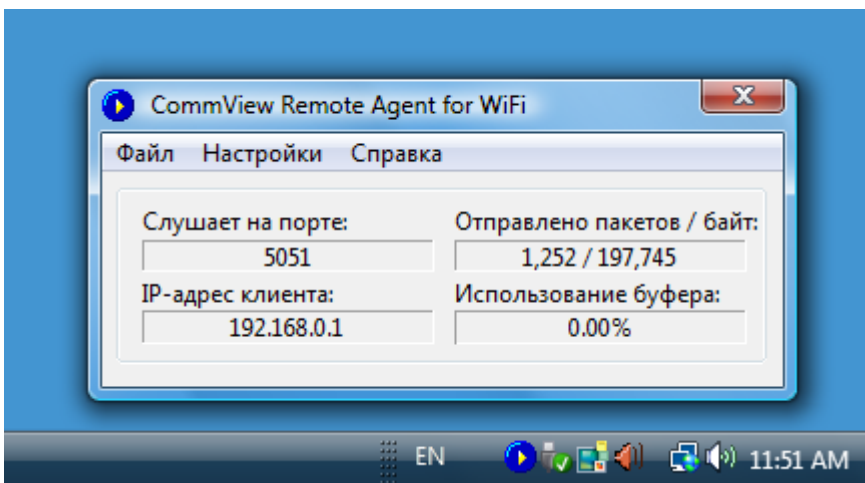 CommView Remote Agent for WiFi
Файл Настройки Справка
Слушает на порте: Отправлено пакетов / байт:
5051 1,252 / 197,745
IP-адрес клиента: Использование буфера:
192.168.0.1 0.00%
EN 11:51 AM